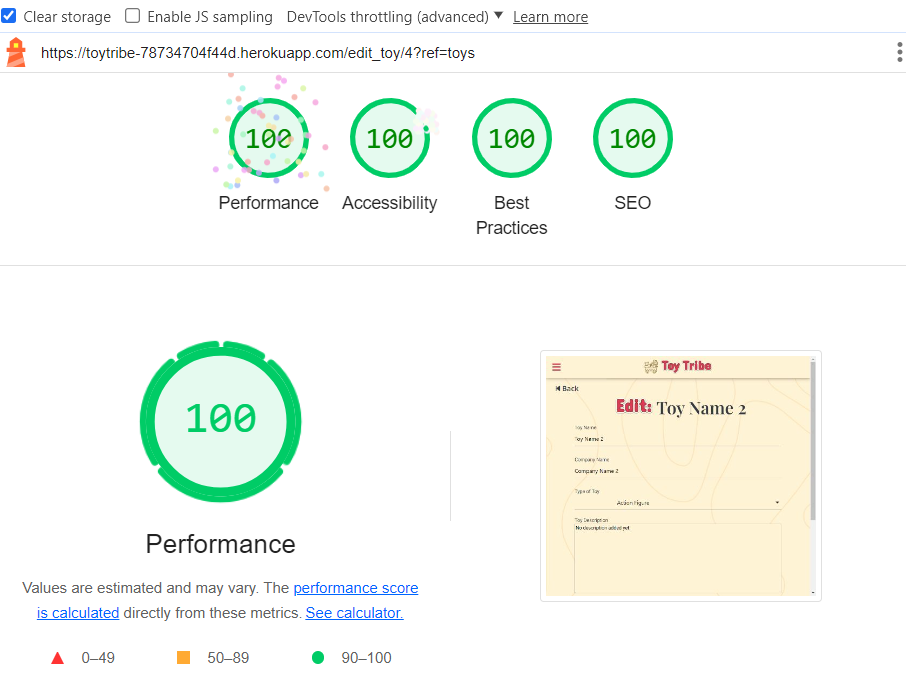 Clear storage Enable JS sampling DevTools throttling (advanced) Learn more
https://toytribe-78734704f44d.herokuapp.com/edit_toy/4?ref=toys
100 100 100 100
Performance Accessibility Best Practices SEO
100
Performance
Values are estimated and may vary. The performance score
is calculated directly from these metrics. See calculator.
0–49 50–89 90–100
Toy Tribe
Back
Edit: Toy Name 2
Toy Name
Toy Name 2
Company Name
Company Name 2
Type of Toy
Action Figure
Toy Description
No description added yet